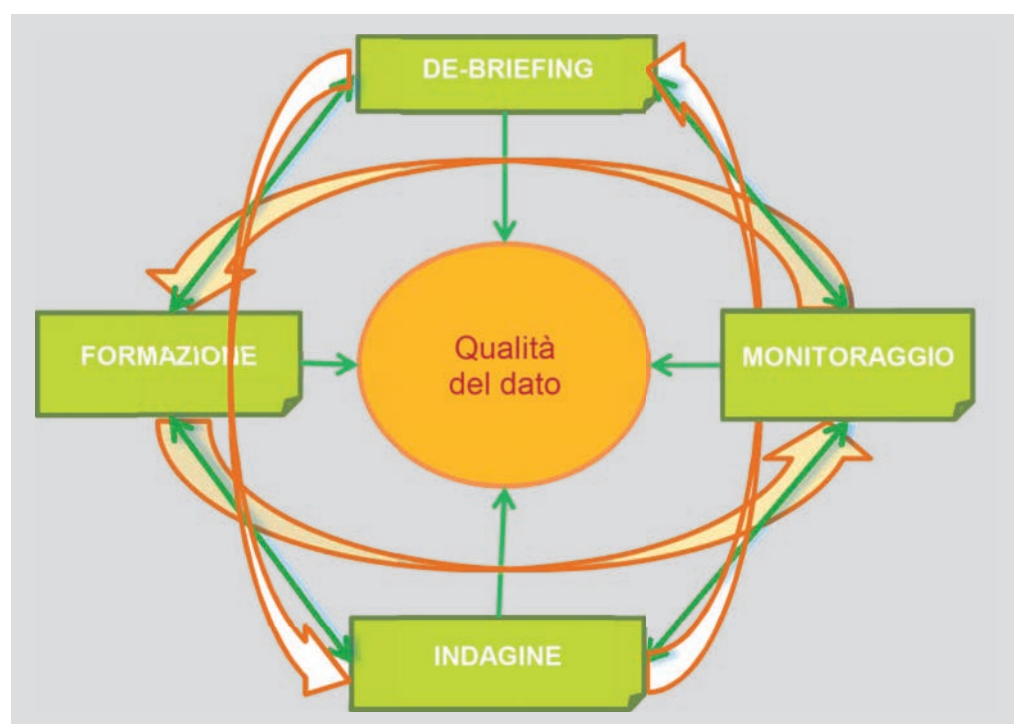 DE-BRIEFING
FORMAZIONE
Qualità
del dato
MONITORAGGIO
INDAGINE